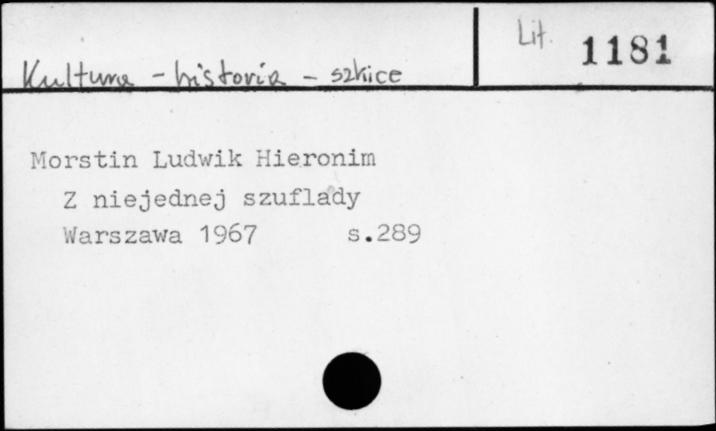 Lit. 1181
Kultura - historia - szkice
Morstin Ludwik Hieronim
Z niejednej szuflady
Warszawa 1967 s.289